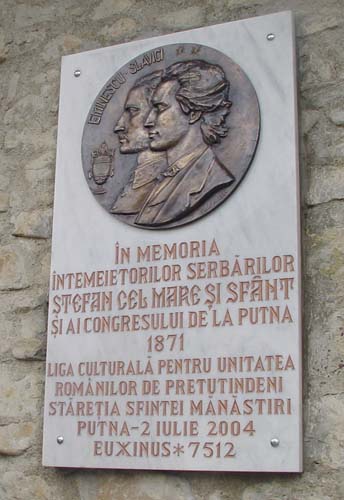 EMINESCU · SLAVICI
ÎN MEMORIA
ÎNTEMEIETORILOR SERBĂRILOR
ŞTEFAN CEL MARE ŞI SFÂNT
ŞI AI CONGRESULUI DE LA PUTNA
1871
LIGA CULTURALĂ PENTRU UNITATEA
ROMÂNILOR DE PRETUTINDENI
STĂREŢIA SFINTEI MĂNĂSTIRI
PUTNA-2 IULIE 2004
EUXINUS*7512